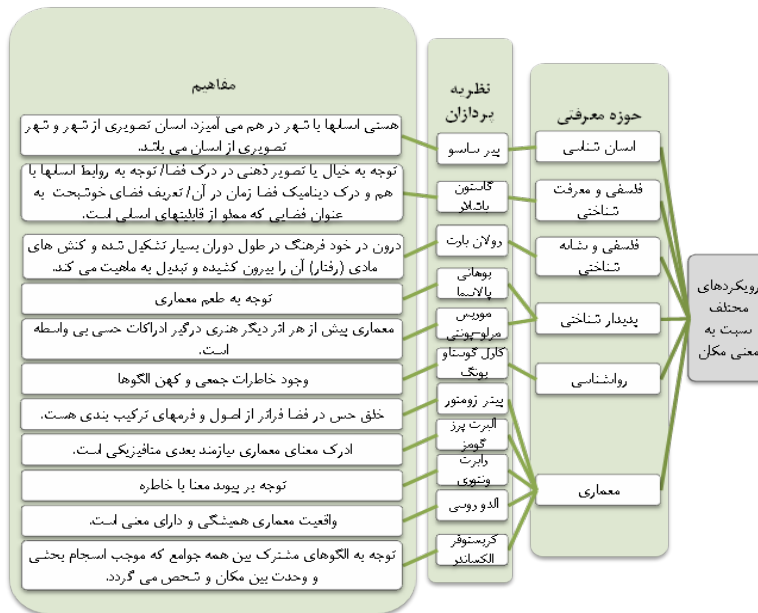 رویکردهای
مختلف
نسبت به
معنی مکان
حوزه معرفتی
انسان شناسی
فلسفی و معرفت
شناختی
فلسفی و نشانه
شناختی
پدیدار شناختی
روانشناسی
معماری
نظریه
پردازان
پیر سانسو
گاستون
باشلار
رولان بارت
یوهانی
پالاسما
موریس
مرلو-پونتی
کارل گوستاو
یونگ
پیتر زومتور
آلبرت پرز
گومز
رابرت
ونتوری
آلدو روسی
کریستوفر
الکساندر
مفاهیم
هستی انسانها با شهر در هم می آمیزد. انسان تصویری از شهر و شهر
تصویری از انسان می باشد.
توجه به خیال یا تصویر ذهنی در درک فضا/ توجه به روابط انسانها با
هم و درک دینامیک فضا زمان در آن/ تعریف فضای خوشبخت به
عنوان فضایی که مملو از قابلیتهای انسانی است.
درون در خود فرهنگ در طول دوران بسیار تشکیل شده و کنش های
مادی (رفتار) آن را بیرون کشیده و تبدیل به ماهیت می کند.
توجه به طعم معماری
معماری پیش از هر اثر دیگر هنری درگیر ادراکات حسی بی واسطه
است.
وجود خاطرات جمعی و کهن الگوها
خلق حس در فضا فراتر از اصول و فرمهای ترکیب بندی هست.
ادرک معنای معماری نیازمند بعدی متافیزیکی است.
توجه بر پیوند معنا با خاطره
واقعیت معماری همیشگی و دارای معنی است.
توجه به الگوهای مشترک بین همه جوامع که موجب انسجام بخشی
و وحدت بین مکان و شخص می گردد.